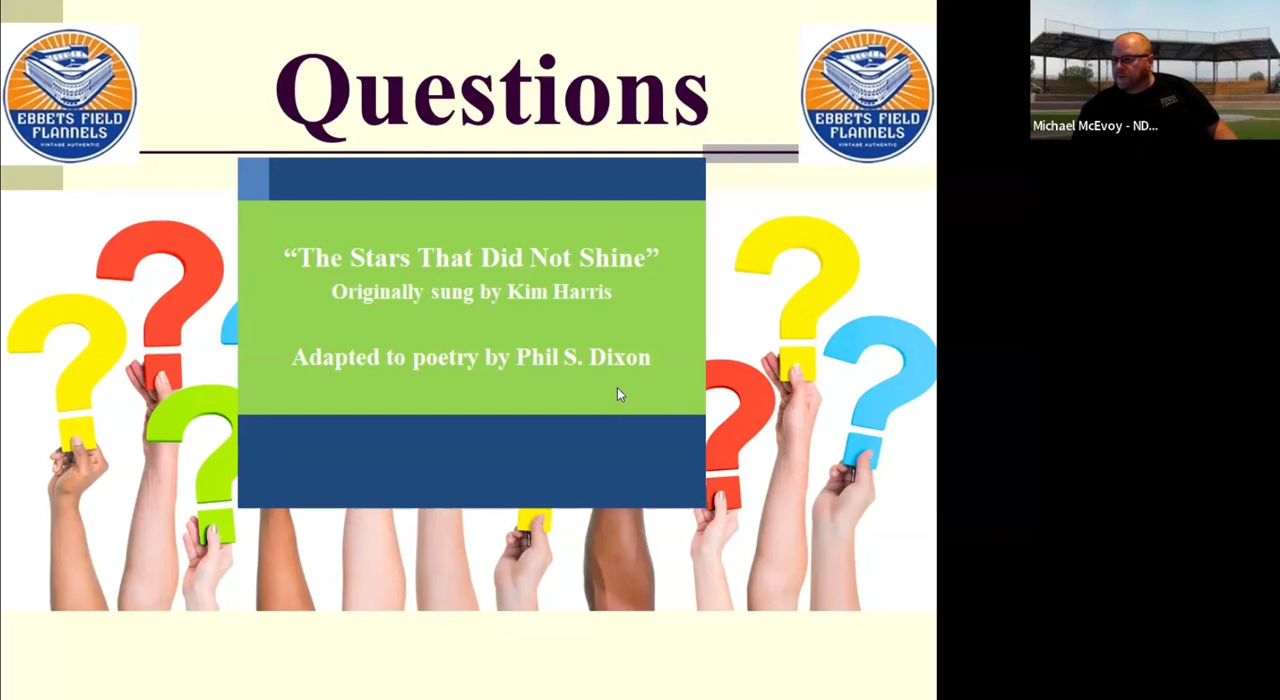 Questions
EBBETS FIELD
FLANNELS
VINTAGE AUTHENTIC
EBBETS FIELD
FLANNELS
VINTAGE AUTHENTIC
“The Stars That Did Not Shine”
Originally sung by Kim Harris
Adapted to poetry by Phil S. Dixon
Michael McEvoy - ND...